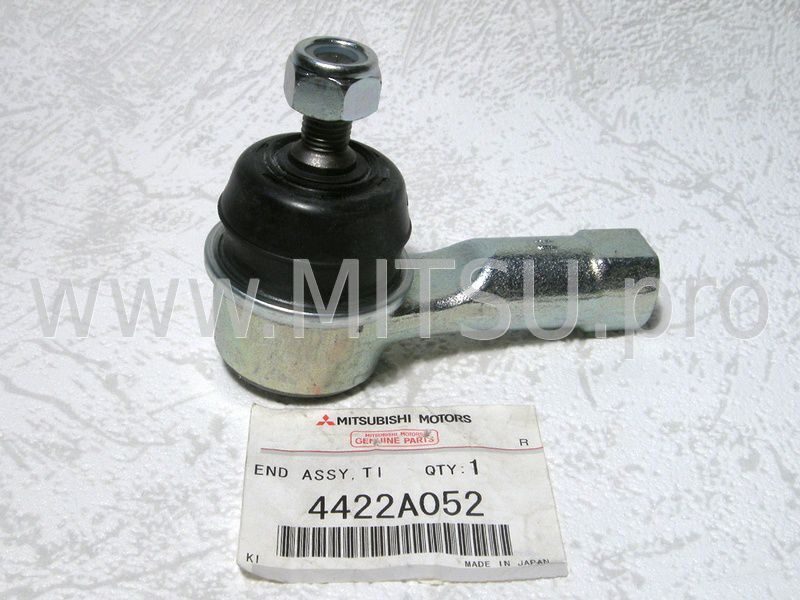 www.MITSU.pro
MITSUBISHI MOTORS
MITSUBISHI MOTORS
GENUINE PARTS
R
END ASSY,TI QTY:1
4422A052
KI MADE IN JAPAN